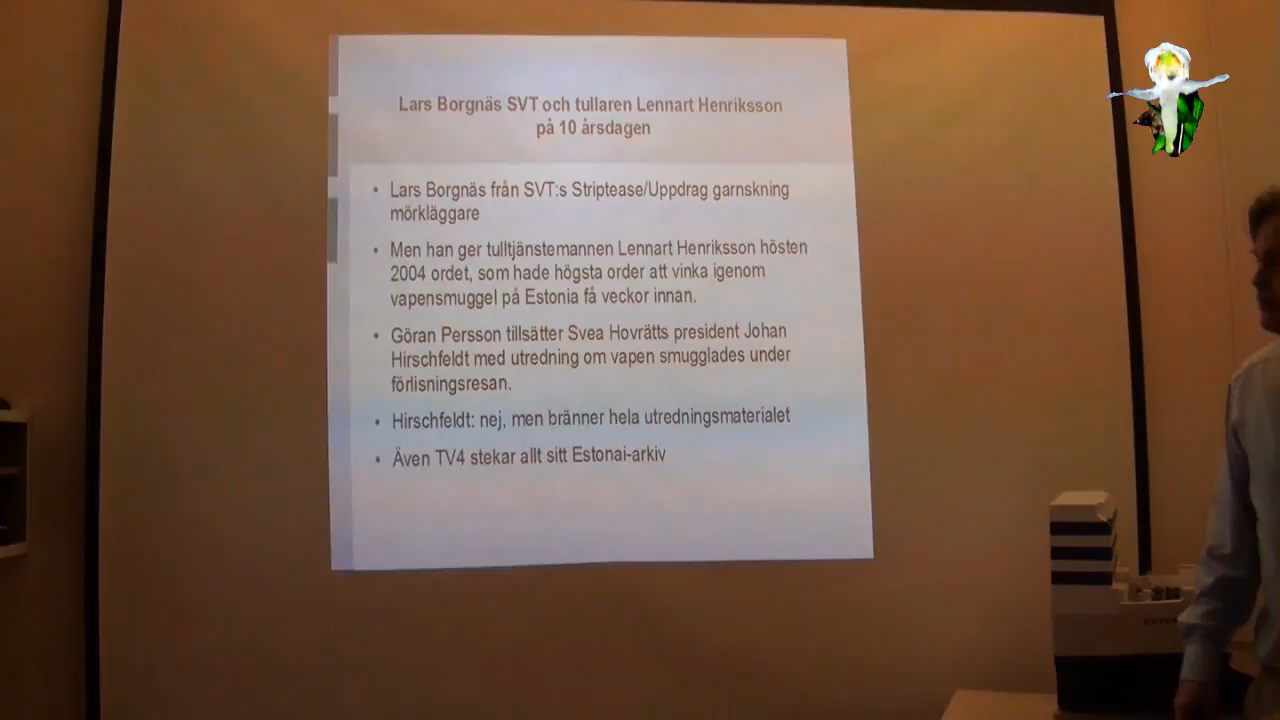 Lars Borgnäs SVT och tullaren Lennart Henriksson
på 10 årsdagen
• Lars Borgnäs från SVT:s Striptease/Uppdrag garnskning
mörkläggare
• Men han ger tulltjänstemannen Lennart Henriksson hösten
2004 ordet, som hade högsta order att vinka igenom
vapensmuggel på Estonia få veckor innan.
• Göran Persson tillsätter Svea Hovrätts president Johan
Hirschfeldt med utredning om vapen smugglades under
förlisningsresan.
• Hirschfeldt: nej, men bränner hela utredningsmaterialet
• Även TV4 stekar allt sitt Estonai-arkiv